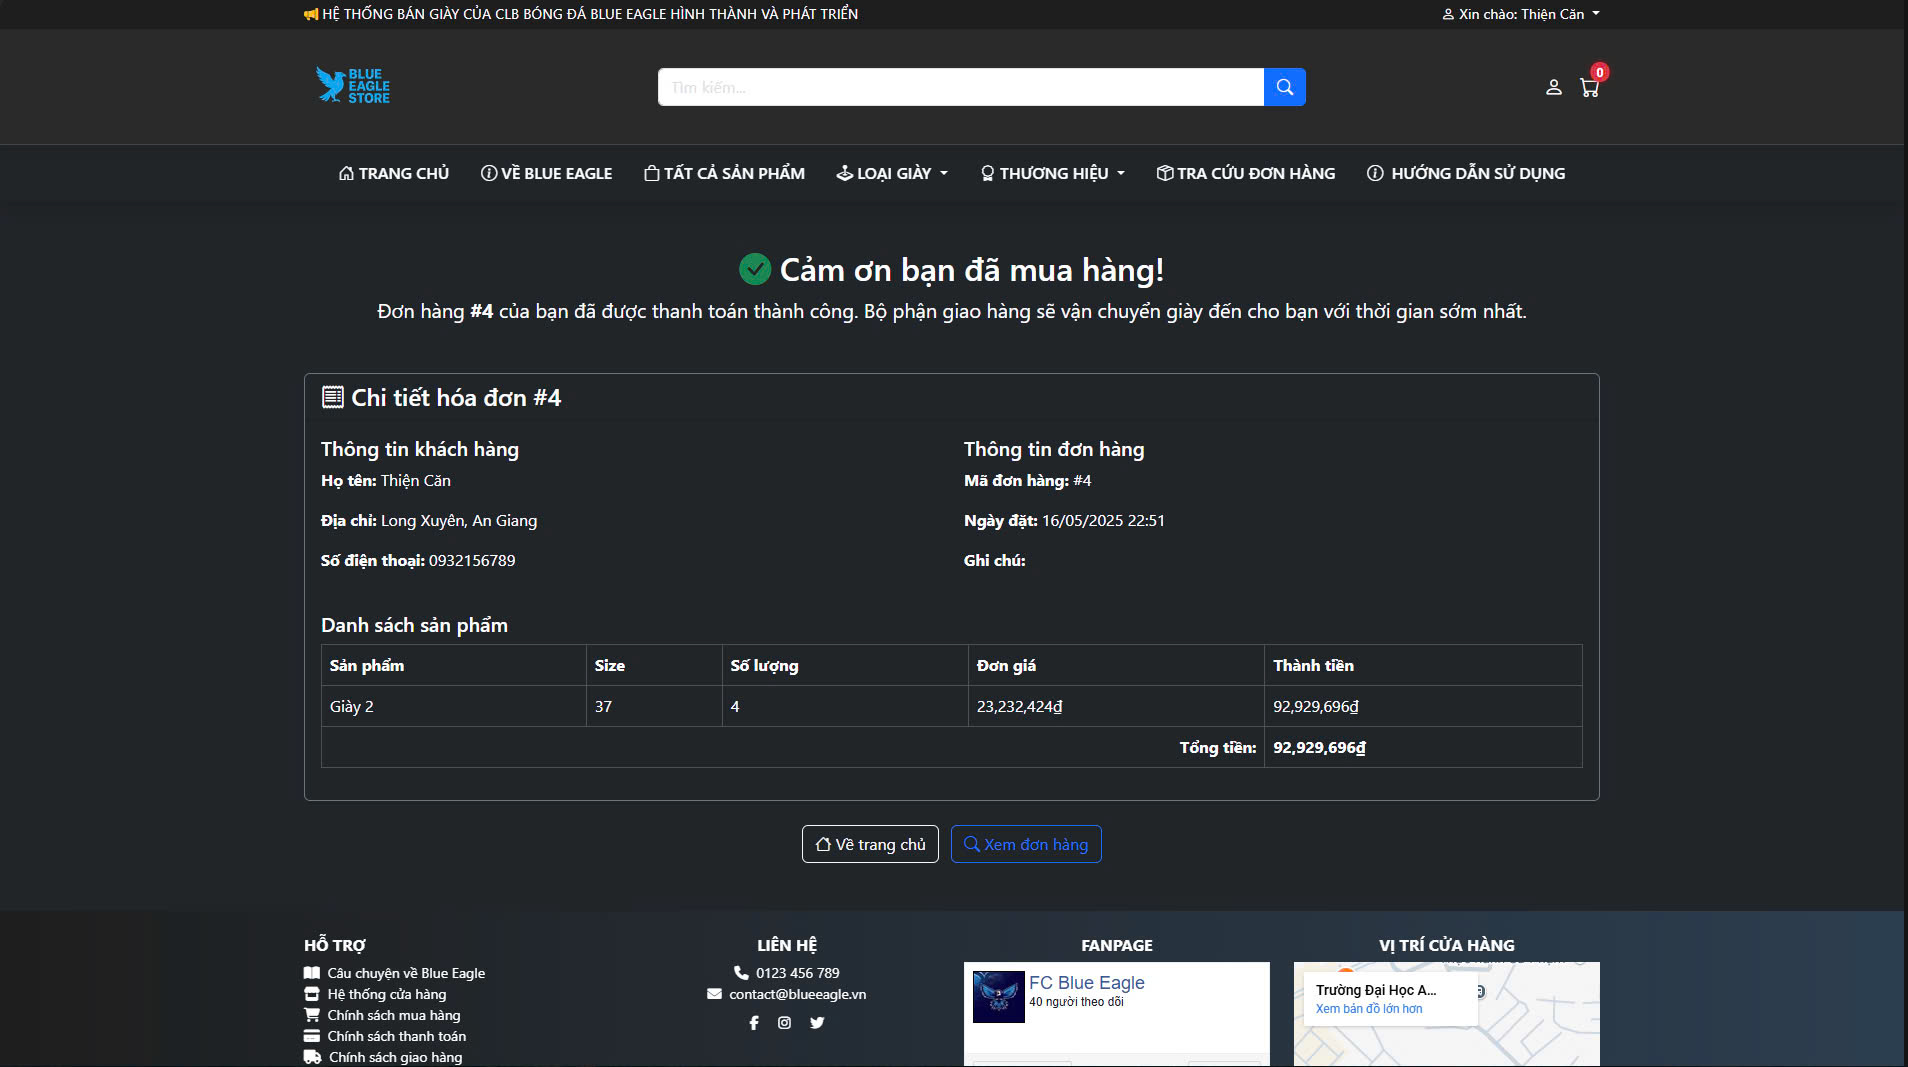 HỆ THỐNG BÁN GIÀY CỦA CLB BÓNG ĐÁ BLUE EAGLE HÌNH THÀNH VÀ PHÁT TRIỂN
Xin chào: Thiện Căn
BLUE
EAGLE
STORE
Tìm kiếm...
0
TRANG CHỦ
VỀ BLUE EAGLE
TẤT CẢ SẢN PHẨM
LOẠI GIÀY
THƯƠNG HIỆU
TRA CỨU ĐƠN HÀNG
HƯỚNG DẪN SỬ DỤNG
Cảm ơn bạn đã mua hàng!
Đơn hàng #4 của bạn đã được thanh toán thành công. Bộ phận giao hàng sẽ vận chuyển giày đến cho bạn với thời gian sớm nhất.
Chi tiết hóa đơn #4
Thông tin khách hàng
Họ tên: Thiện Căn
Địa chỉ: Long Xuyên, An Giang
Số điện thoại: 0932156789
Thông tin đơn hàng
Mã đơn hàng: #4
Ngày đặt: 16/05/2025 22:51
Ghi chú:
Danh sách sản phẩm
Sản phẩm Size Số lượng Đơn giá Thành tiền
Giày 2 37 4 23,232,424₫ 92,929,696₫
Tổng tiền: 92,929,696₫
Về trang chủ
Xem đơn hàng
HỖ TRỢ
Câu chuyện về Blue Eagle
Hệ thống cửa hàng
Chính sách mua hàng
Chính sách thanh toán
Chính sách giao hàng
LIÊN HỆ
0123 456 789
contact@blueeagle.vn
FANPAGE
FC Blue Eagle
40 người theo dõi
VỊ TRÍ CỬA HÀNG
Trường Đại Học A...
Xem bản đồ lớn hơn